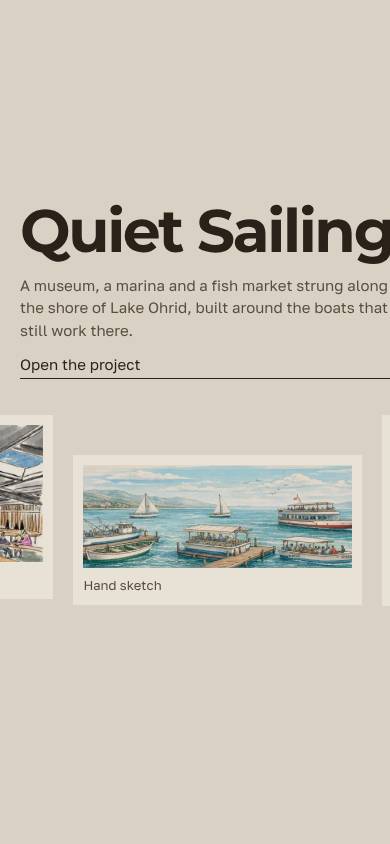 Quiet Sailing
A museum, a marina and a fish market strung along
the shore of Lake Ohrid, built around the boats that
still work there.
Open the project
Hand sketch